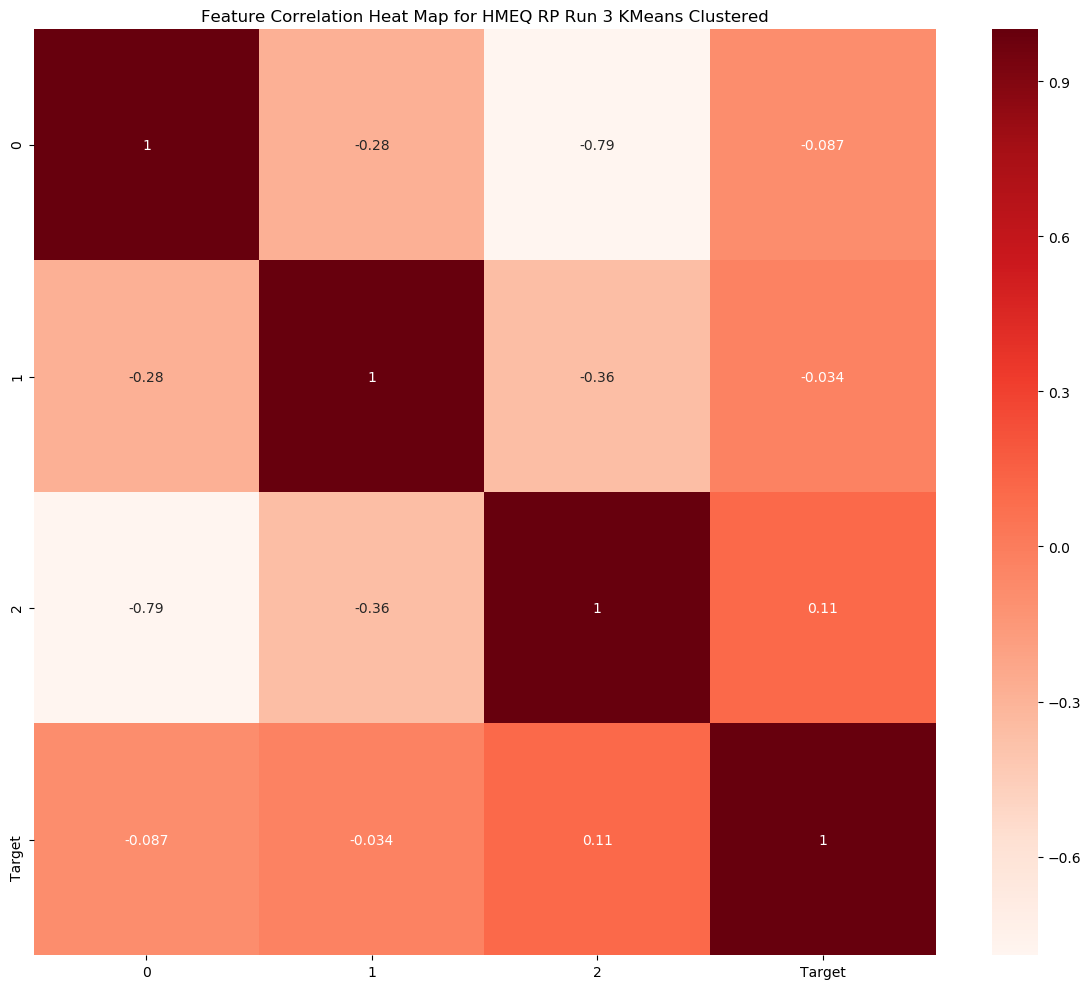 Feature Correlation Heat Map for HMEQ RP Run 3 KMeans Clustered
0 1 -0.28 -0.79 -0.087
1 -0.28 1 -0.36 -0.034
2 -0.79 -0.36 1 0.11
Target -0.087 -0.034 0.11 1
0 1 2 Target
0.9
0.6
0.3
0.0
−0.3
−0.6